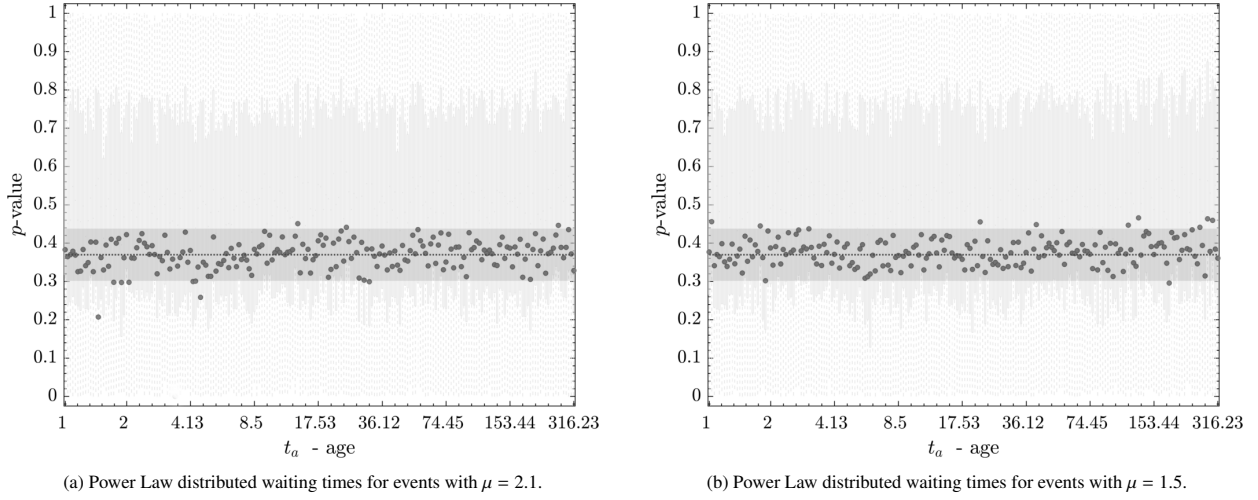 1
0.9
0.8
0.7
0.6
0.5
0.4
0.3
0.2
0.1
0
p-value
1 2 4.13 8.5 17.53 36.12 74.45 153.44 316.23
t_a - age
(a) Power Law distributed waiting times for events with μ = 2.1.
1
0.9
0.8
0.7
0.6
0.5
0.4
0.3
0.2
0.1
0
p-value
1 2 4.13 8.5 17.53 36.12 74.45 153.44 316.23
t_a - age
(b) Power Law distributed waiting times for events with μ = 1.5.